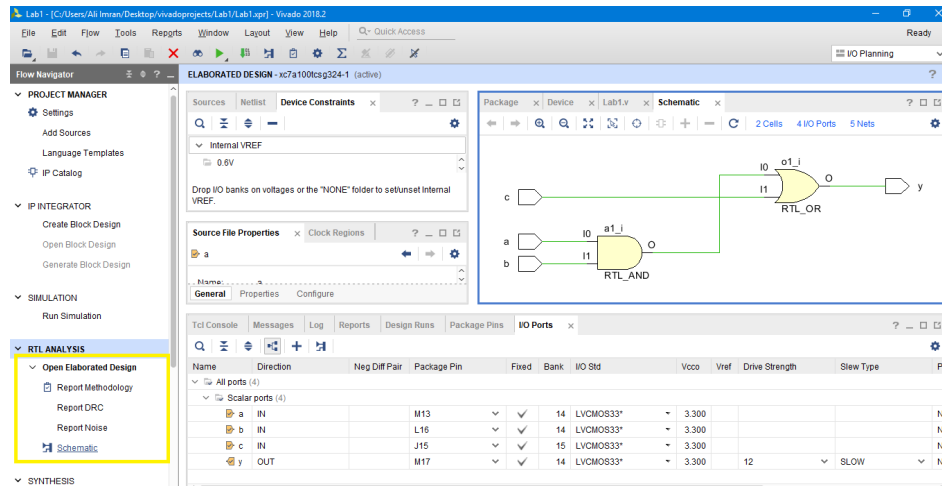 Lab1 - [C:/Users/Ali Imran/Desktop/vivadoprojects/Lab1/Lab1.xpr] - Vivado 2018.2
File Edit Flow Tools Reports Window Layout View Help Q- Quick Access Ready
I/O Planning
Flow Navigator ELABORATED DESIGN - xc7a100tcsg324-1 (active)
PROJECT MANAGER
Settings
Add Sources
Language Templates
IP Catalog
IP INTEGRATOR
Create Block Design
Open Block Design
Generate Block Design
SIMULATION
Run Simulation
RTL ANALYSIS
Open Elaborated Design
Report Methodology
Report DRC
Report Noise
Schematic
SYNTHESIS
Sources Netlist Device Constraints
Internal VREF
0.6V
Drop I/O banks on voltages or the "NONE" folder to set/unset Internal
VREF.
Source File Properties Clock Regions
a
Name: a
General Properties Configure
Package Device Lab1.v Schematic
2 Cells 4 I/O Ports 5 Nets
o1_i
I0
O
I1
y
c
RTL_OR
a1_i
a
I0
O
b
I1
RTL_AND
Tcl Console Messages Log Reports Design Runs Package Pins I/O Ports
Name Direction Neg Diff Pair Package Pin Fixed Bank I/O Std Vcco Vref Drive Strength Slew Type P
All ports (4)
Scalar ports (4)
a IN M13 14 LVCMOS33* 3.300 N
b IN L16 14 LVCMOS33* 3.300 N
c IN J15 15 LVCMOS33* 3.300 N
y OUT M17 14 LVCMOS33* 3.300 12 SLOW N